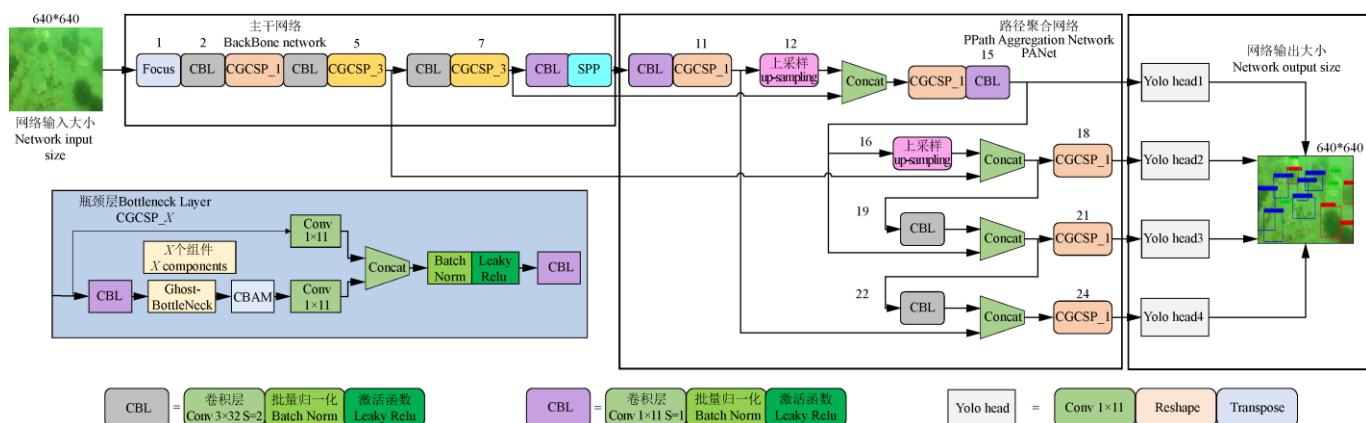 640*640
网络输入大小
Network input
size
主干网络
BackBone network
1
2
5
7
Focus
CBL
CGCSP_1
CBL
CGCSP_3
CBL
CGCSP_3
CBL
SPP
路径聚合网络
PPath Aggregation Network
PANet
11
12
15
CBL
CGCSP_1
上采样
up-sampling
Concat
CGCSP_1
CBL
16
上采样
up-sampling
Concat
18
CGCSP_1
19
CBL
Concat
21
CGCSP_1
22
CBL
Concat
24
CGCSP_1
网络输出大小
Network output size
Yolo head1
Yolo head2
Yolo head3
Yolo head4
640*640
瓶颈层Bottleneck Layer
CGCSP_X
X个组件
X components
CBL
Ghost-
BottleNeck
CBAM
Conv
1×11
Conv
1×11
Concat
Batch
Norm
Leaky
Relu
CBL
CBL
=
卷积层
Conv 3×32 S=2
批量归一化
Batch Norm
激活函数
Leaky Relu
CBL
=
卷积层
Conv 1×11 S=1
批量归一化
Batch Norm
激活函数
Leaky Relu
Yolo head
=
Conv 1×11
Reshape
Transpose